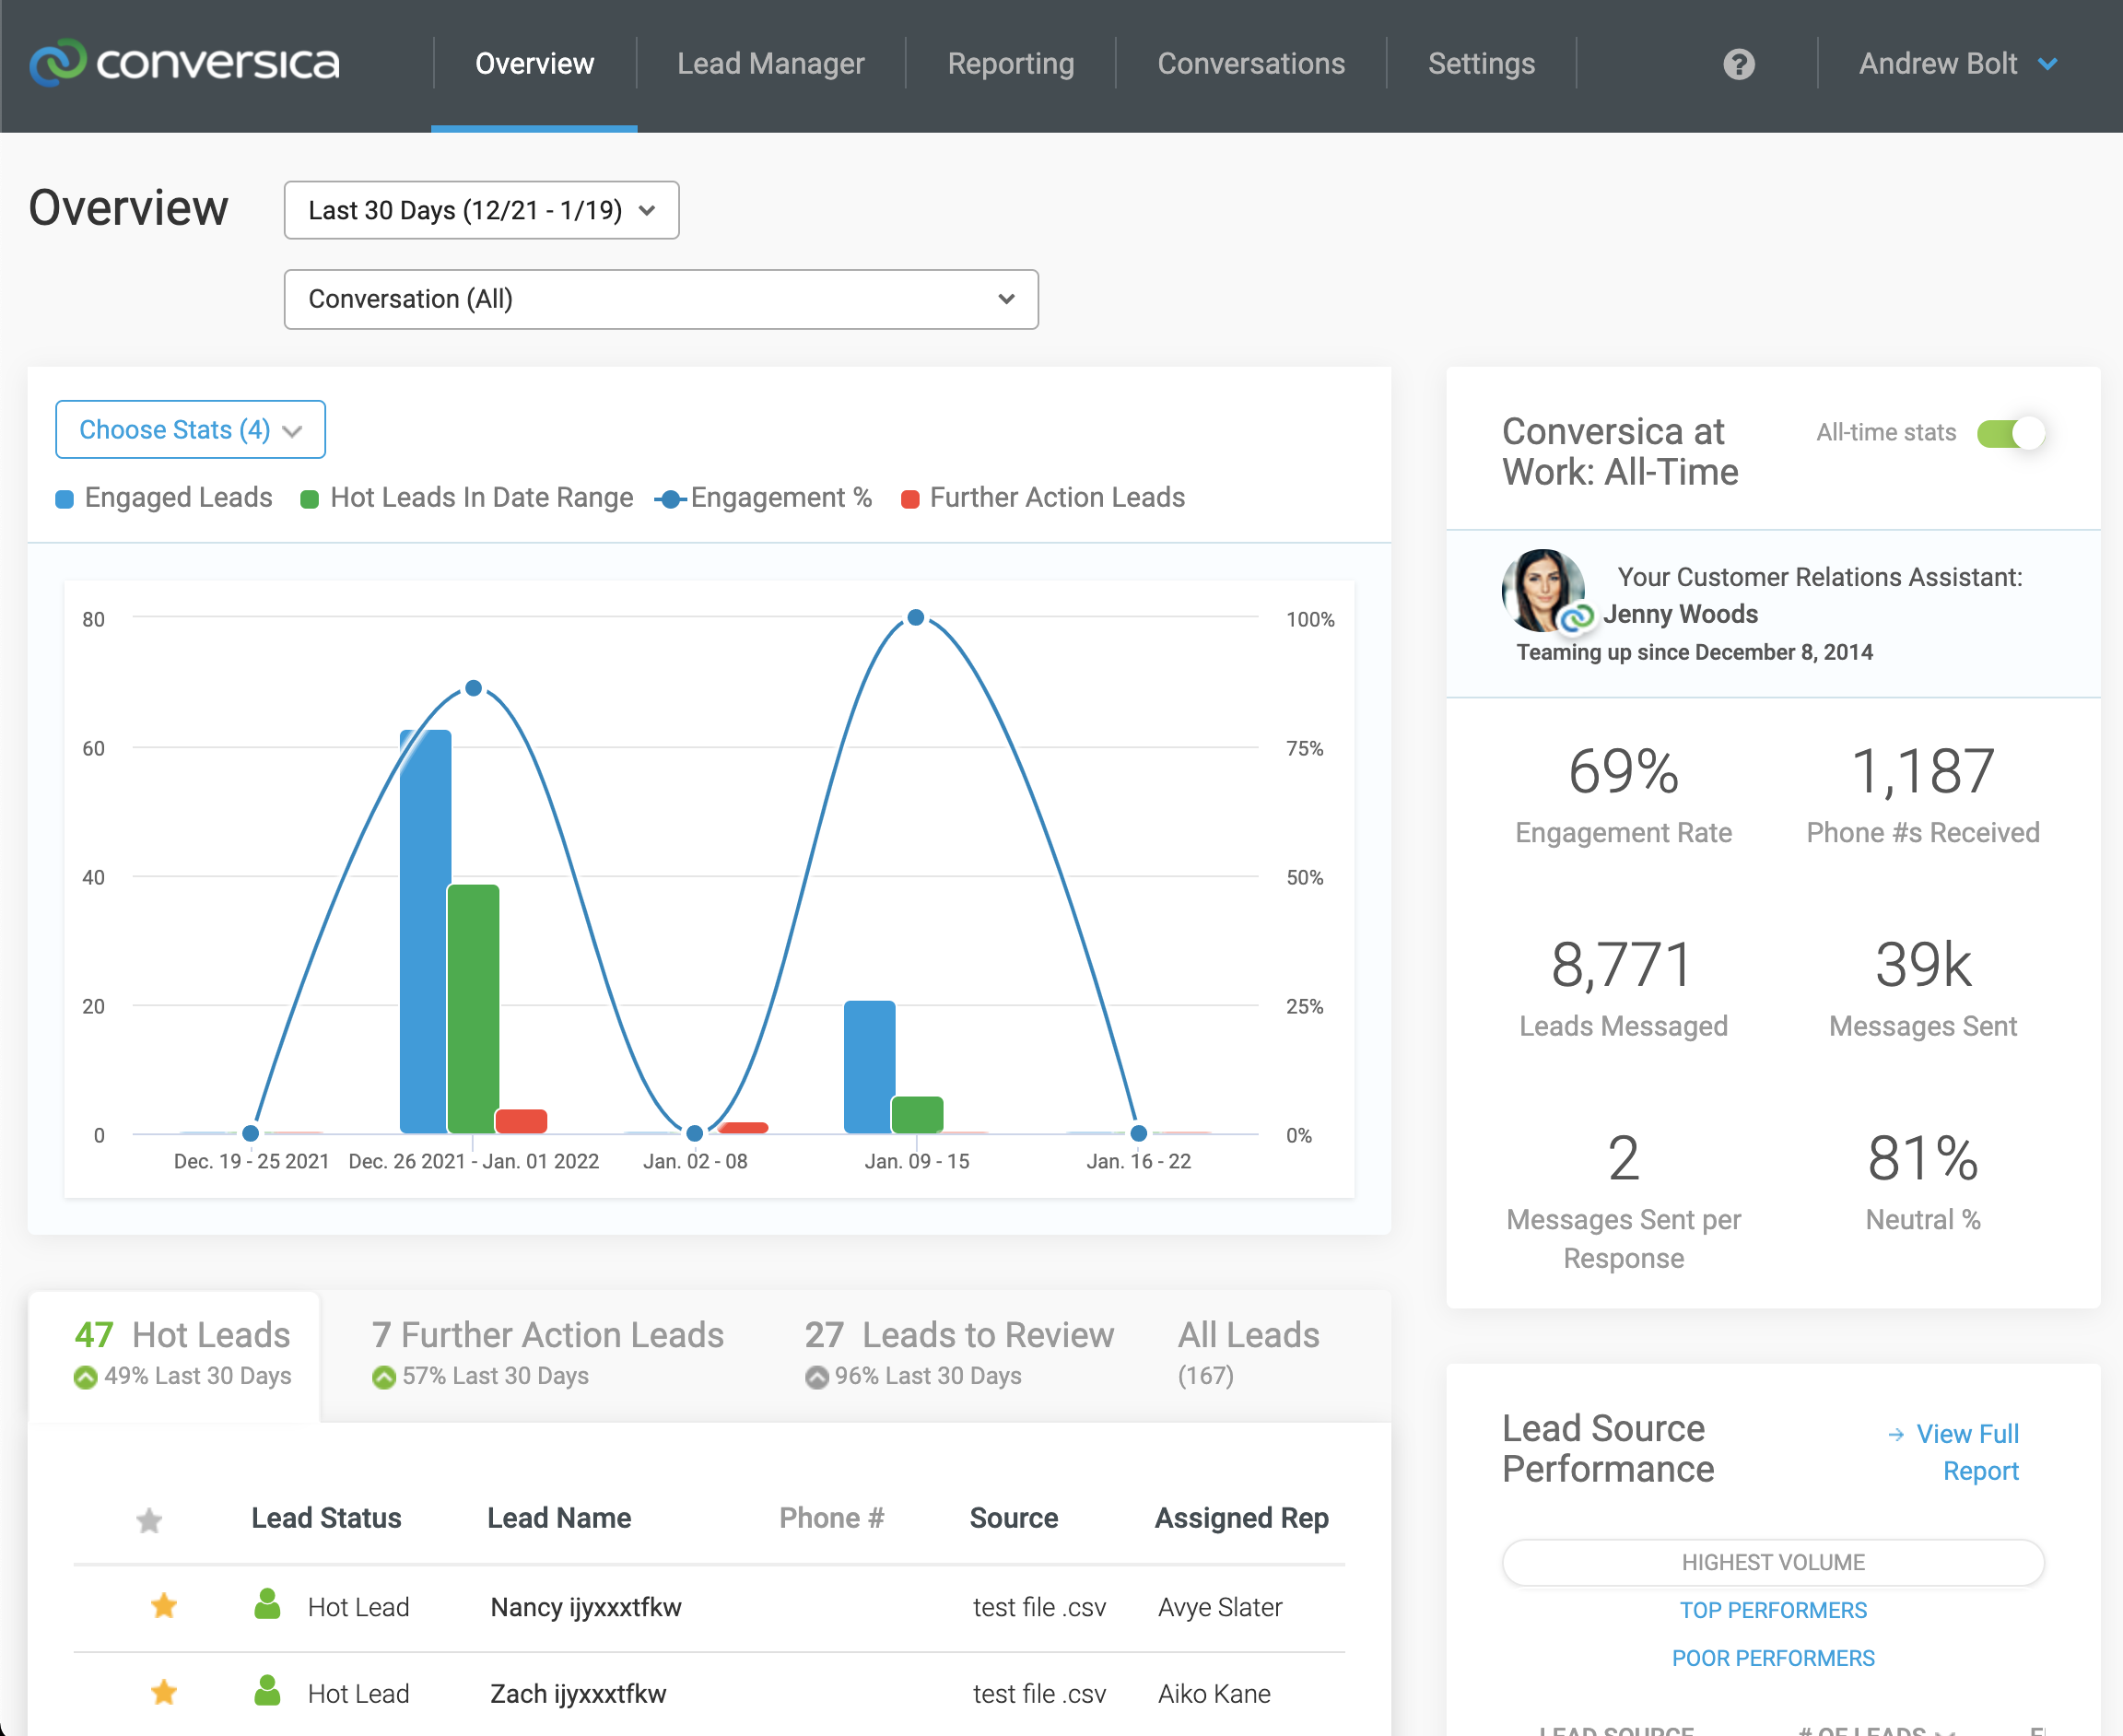 conversica
Overview
Lead Manager
Reporting
Conversations
Settings
?
Andrew Bolt
Overview
Last 30 Days (12/21 - 1/19)
Conversation (All)
Choose Stats (4)
Engaged Leads
Hot Leads In Date Range
Engagement %
Further Action Leads
80
60
40
20
0
100%
75%
50%
25%
0%
Dec. 19 - 25 2021
Dec. 26 2021 - Jan. 01 2022
Jan. 02 - 08
Jan. 09 - 15
Jan. 16 - 22
Conversica at
Work: All-Time
All-time stats
Your Customer Relations Assistant:
Jenny Woods
Teaming up since December 8, 2014
69%
Engagement Rate
1,187
Phone #s Received
8,771
Leads Messaged
39k
Messages Sent
2
Messages Sent per
Response
81%
Neutral %
47 Hot Leads
49% Last 30 Days
7 Further Action Leads
57% Last 30 Days
27 Leads to Review
96% Last 30 Days
All Leads
(167)
Lead Status
Lead Name
Phone #
Source
Assigned Rep
Hot Lead
Nancy ijyxxxtfkw
test file .csv
Avye Slater
Hot Lead
Zach ijyxxxtfkw
test file .csv
Aiko Kane
Lead Source
Performance
→ View Full
Report
HIGHEST VOLUME
TOP PERFORMERS
POOR PERFORMERS
LEAD SOURCE
# OF LEADS